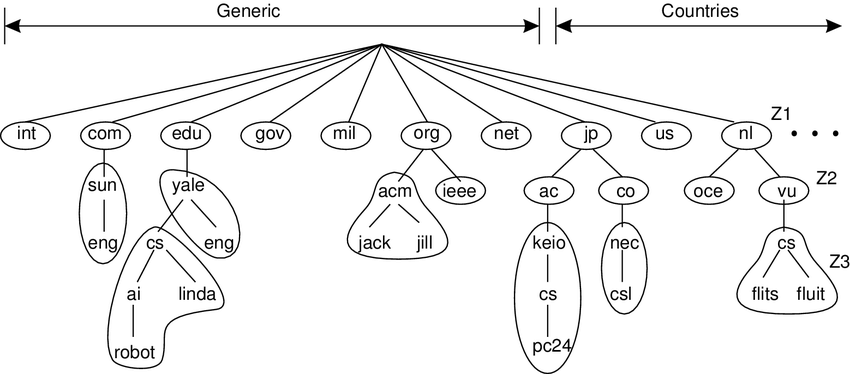 Generic Countries
Z1
int com edu gov mil org net jp us nl • • •
Z2
sun yale acm ieee ac co oce vu
eng cs eng jack jill keio nec cs
Z3
ai linda cs csl flits fluit
robot pc24